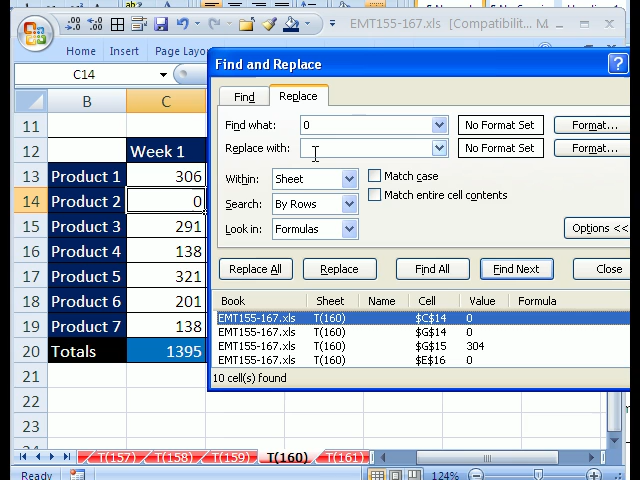 EMT155-167.xls [Compatibilit... M
Home Insert Page Layou
C14
Find and Replace ?
Find Replace
Find what: 0 No Format Set Format...
Replace with: No Format Set Format...
Within: Sheet Match case
Match entire cell contents
Search: By Rows
Look in: Formulas Options <<
Replace All Replace Find All Find Next Close
Book Sheet Name Cell Value Formula
EMT155-167.xls T(160) $C$14 0
EMT155-167.xls T(160) $G$14 0
EMT155-167.xls T(160) $G$15 304
EMT155-167.xls T(160) $E$16 0
10 cell(s) found
B C
11
12 Week 1
13 Product 1 306
14 Product 2 0
15 Product 3 291
16 Product 4 138
17 Product 5 321
18 Product 6 201
19 Product 7 138
20 Totals 1395
21
22
23
T(157) T(158) T(159) T(160) T(161)
Ready 124%